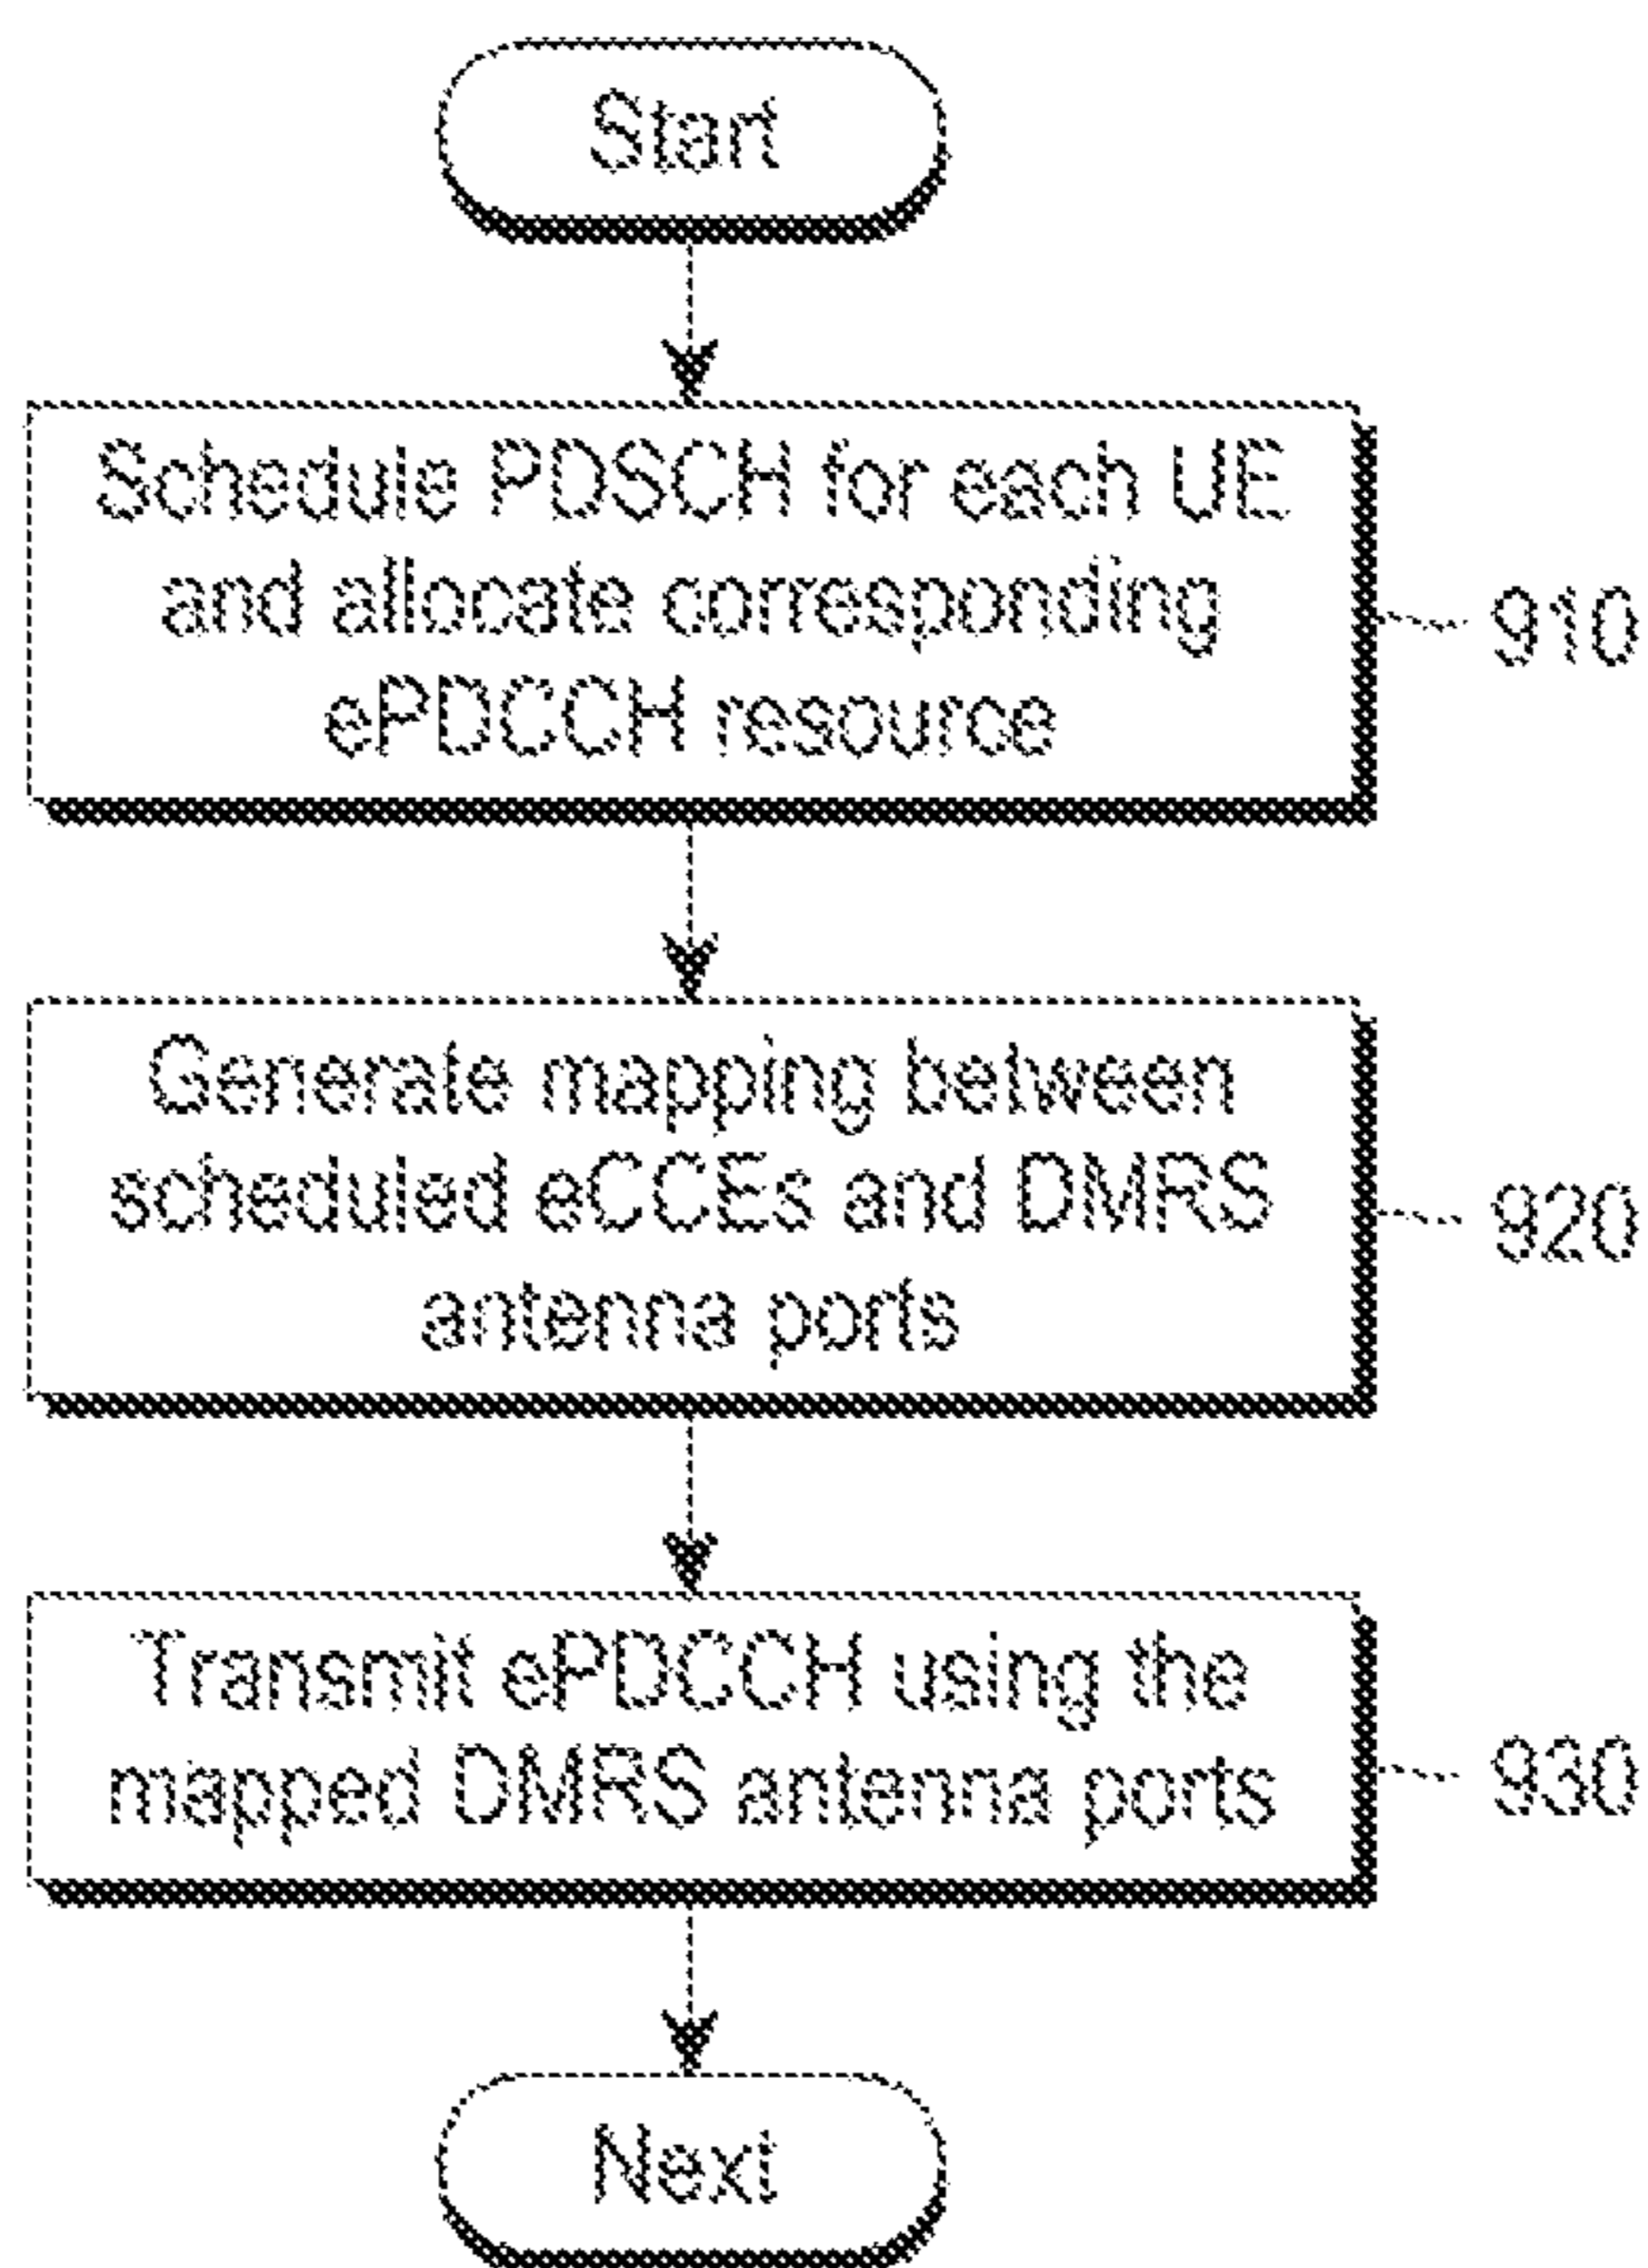 Start
Schedule PDSCH for each UE
and allocate corresponding
ePDCCH resource
910
Generate mapping between
scheduled eCCEs and DMRS
antenna ports
920
Transmit ePDCCH using the
mapped DMRS antenna ports
930
Next